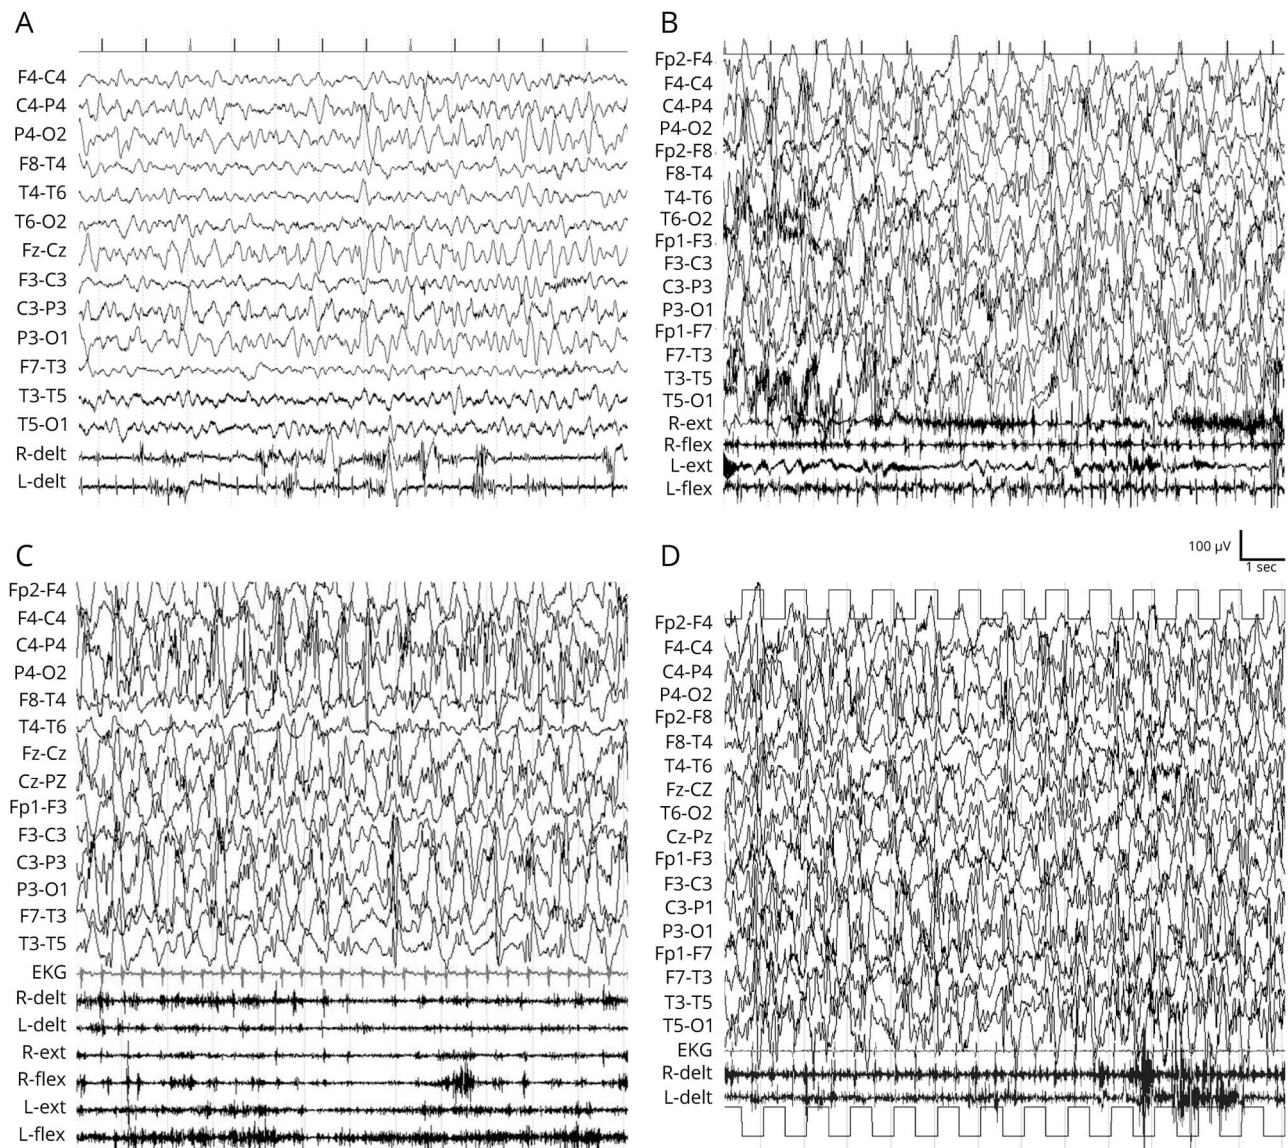 A
F4-C4
C4-P4
P4-O2
F8-T4
T4-T6
T6-O2
Fz-Cz
F3-C3
C3-P3
P3-O1
F7-T3
T3-T5
T5-O1
R-delt
L-delt
B
Fp2-F4
F4-C4
C4-P4
P4-O2
Fp2-F8
F8-T4
T4-T6
T6-O2
Fp1-F3
F3-C3
C3-P3
P3-O1
Fp1-F7
F7-T3
T3-T5
T5-O1
R-ext
R-flex
L-ext
L-flex
C
Fp2-F4
F4-C4
C4-P4
P4-O2
F8-T4
T4-T6
Fz-Cz
Cz-PZ
Fp1-F3
F3-C3
C3-P3
P3-O1
F7-T3
T3-T5
EKG
R-delt
L-delt
R-ext
R-flex
L-ext
L-flex
D
100 µV
1 sec
Fp2-F4
F4-C4
C4-P4
P4-O2
Fp2-F8
F8-T4
T4-T6
Fz-CZ
T6-O2
Cz-Pz
Fp1-F3
F3-C3
C3-P1
P3-O1
Fp1-F7
F7-T3
T3-T5
T5-O1
EKG
R-delt
L-delt